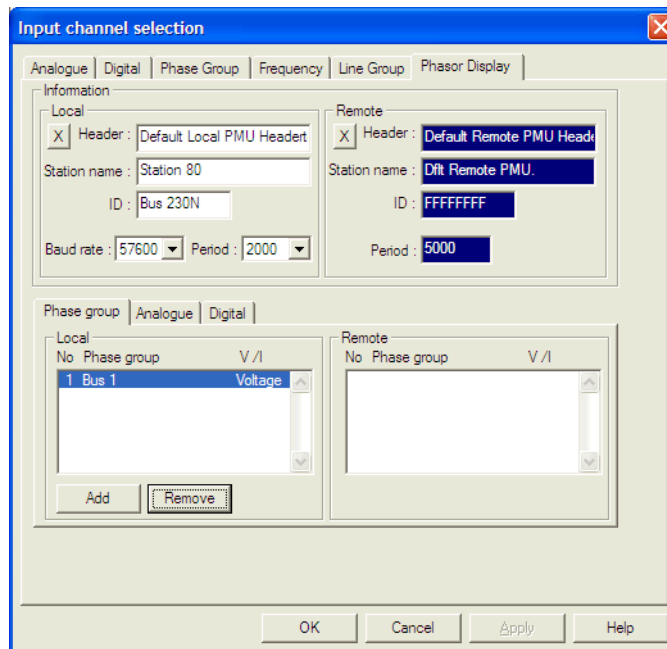 Input channel selection
Analogue Digital Phase Group Frequency Line Group Phasor Display
Information
Local
X Header : Default Local PMU Headert
Station name : Station 80
ID : Bus 230N
Baud rate : 57600 Period : 2000
Remote
X Header : Default Remote PMU Heade
Station name : Dflt Remote PMU.
ID : FFFFFFFF
Period : 5000
Phase group Analogue Digital
Local
No Phase group V /I
1 Bus 1 Voltage
Add Remove
Remote
No Phase group V /I
OK Cancel Apply Help